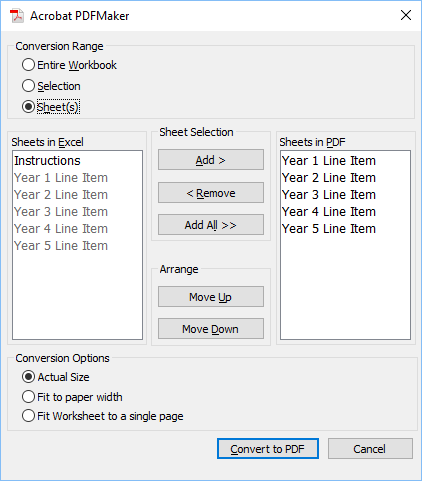 Acrobat PDFMaker
Conversion Range
Entire Workbook
Selection
Sheet(s)
Sheets in Excel
Instructions
Year 1 Line Item
Year 2 Line Item
Year 3 Line Item
Year 4 Line Item
Year 5 Line Item
Sheet Selection
Add >
< Remove
Add All >>
Arrange
Move Up
Move Down
Sheets in PDF
Year 1 Line Item
Year 2 Line Item
Year 3 Line Item
Year 4 Line Item
Year 5 Line Item
Conversion Options
Actual Size
Fit to paper width
Fit Worksheet to a single page
Convert to PDF
Cancel